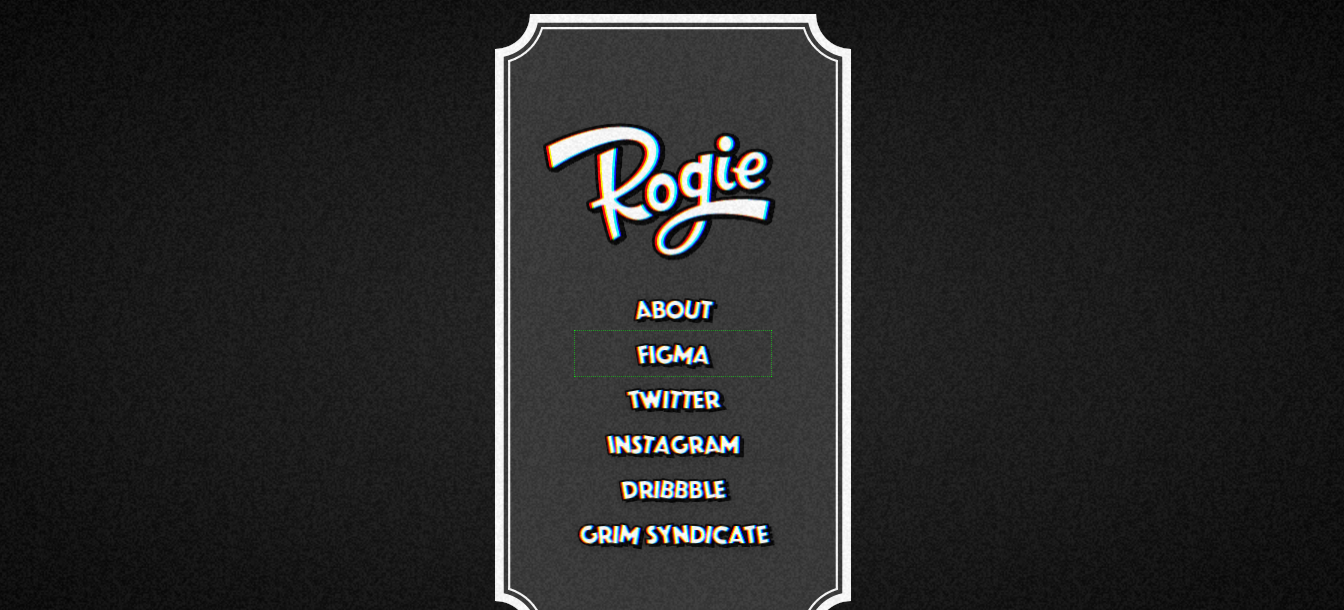 Rogie
ABOUT
FIGMA
TWITTER
INSTAGRAM
DRIBBBLE
GRIM SYNDICATE